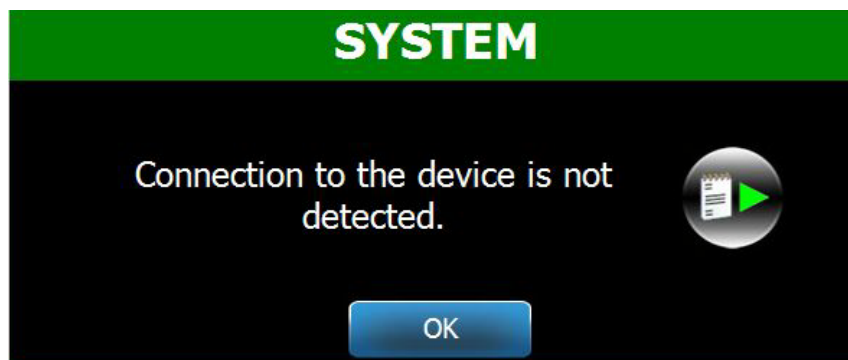 SYSTEM
Connection to the device is not
detected.
OK